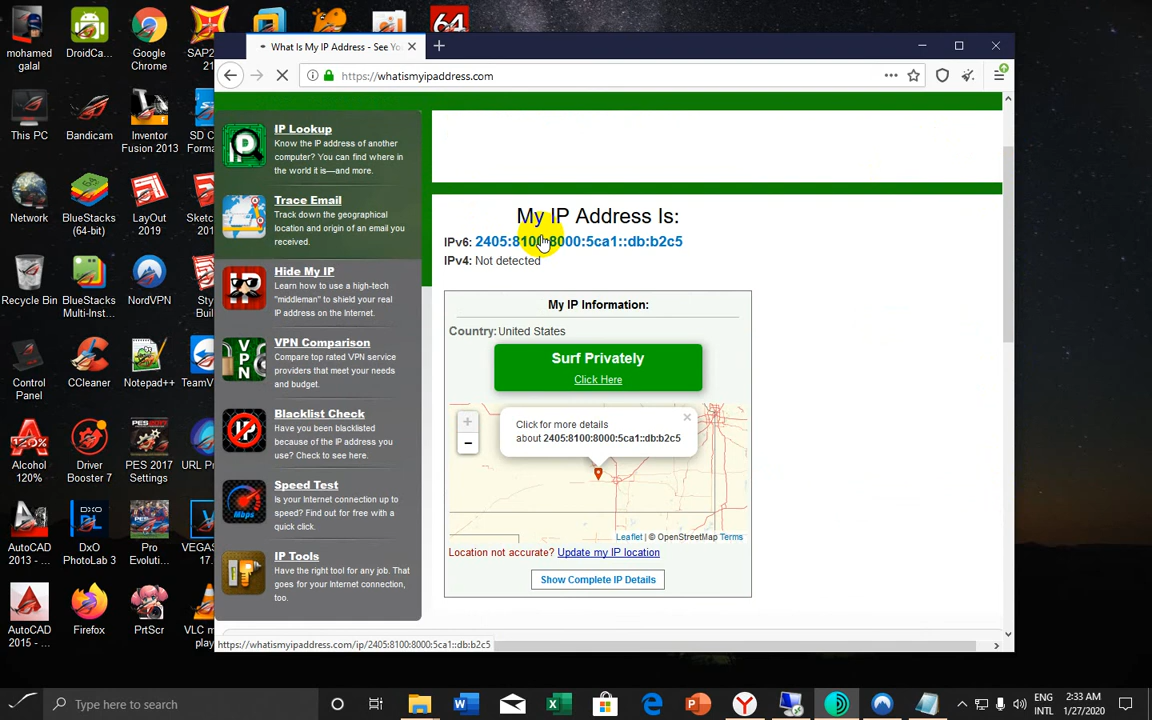 mohamed galal
DroidCa...
Google Chrome
SAP2
21
64
This PC
Bandicam
Inventor Fusion 2013
SD C
Forma
Network
BlueStacks (64-bit)
LayOut 2019
Sketc
20
Recycle Bin
BlueStacks Multi-Inst...
NordVPN
Sty
Buil
Control Panel
CCleaner
Notepad++
TeamV
Alcohol 120%
Driver Booster 7
PES 2017 Settings
URL Pr
AutoCAD 2013 - ...
DxO PhotoLab 3
Pro Evoluti...
VEGAS
17.
AutoCAD 2015 - ...
Firefox
PrtScr
VLC m
play
What Is My IP Address - See Yo
https://whatismyipaddress.com
IP Lookup
Know the IP address of another
computer? You can find where in
the world it is—and more.
Trace Email
Track down the geographical
location and origin of an email you
received.
Hide My IP
Learn how to use a high-tech
"middleman" to shield your real
IP address on the Internet.
VPN Comparison
Compare top rated VPN service
providers that meet your needs
and budget.
Blacklist Check
Have you been blacklisted
because of the IP address you
use? Check to see here.
Speed Test
Is your Internet connection up to
speed? Find out for free with a
quick click.
IP Tools
Have the right tool for any job. That
goes for your Internet connection,
too.
My IP Address Is:
IPv6: 2405:8100:8000:5ca1::db:b2c5
IPv4: Not detected
My IP Information:
Country: United States
Surf Privately
Click Here
Click for more details
about 2405:8100:8000:5ca1::db:b2c5
Leaflet | © OpenStreetMap Terms
Location not accurate? Update my IP location
Show Complete IP Details
https://whatismyipaddress.com/ip/2405:8100:8000:5ca1::db:b2c5
Type here to search
ENG
INTL
2:33 AM
1/27/2020